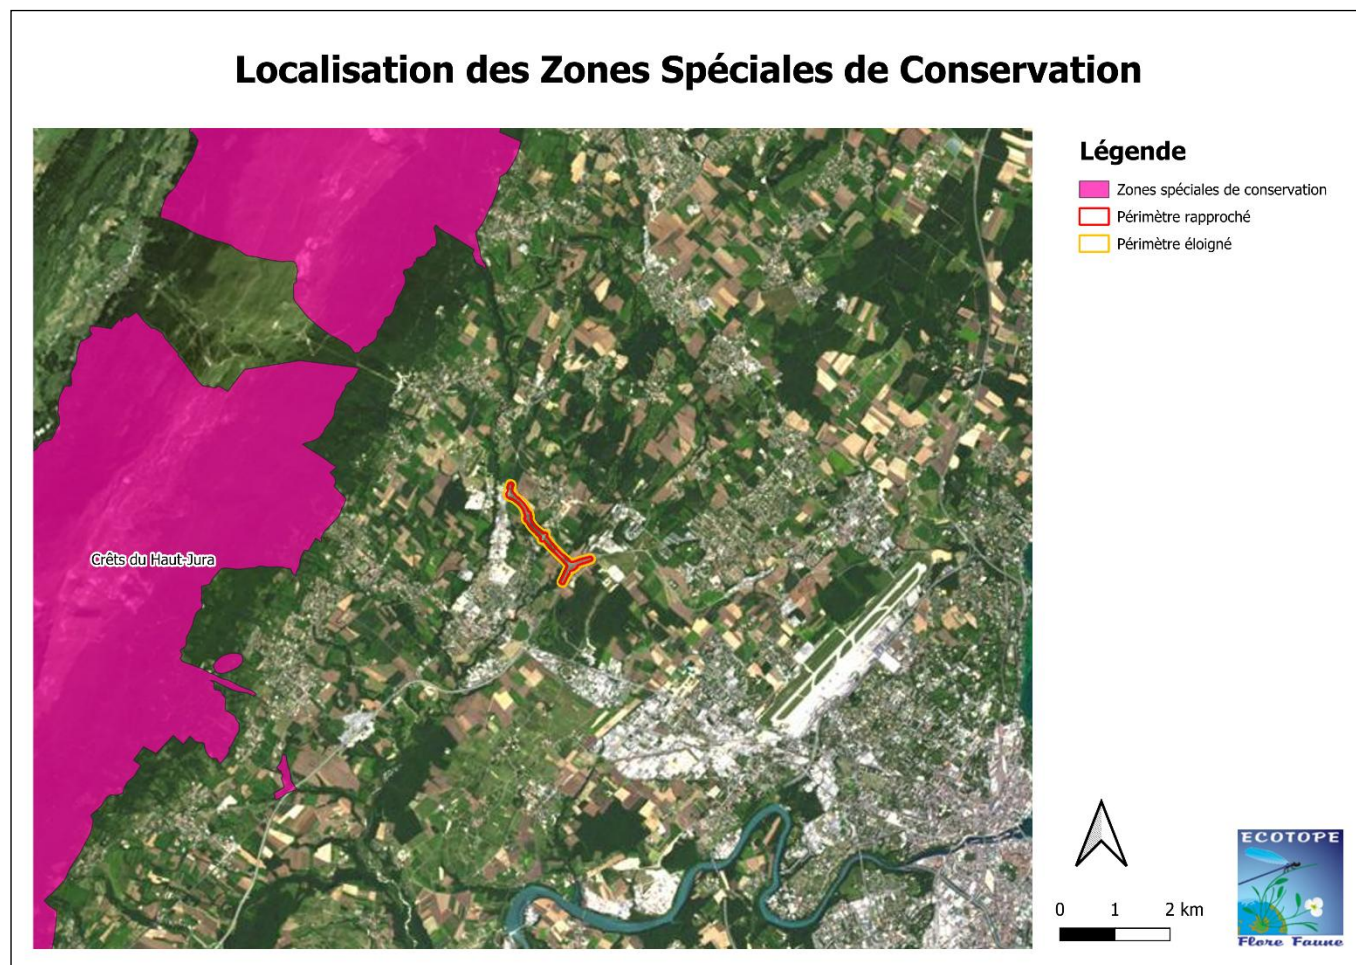 Localisation des Zones Spéciales de Conservation
Légende
Zones spéciales de conservation
Périmètre rapproché
Périmètre éloigné
Crêts du Haut-Jura
0 1 2 km
ECOTOPE
Flore Faune